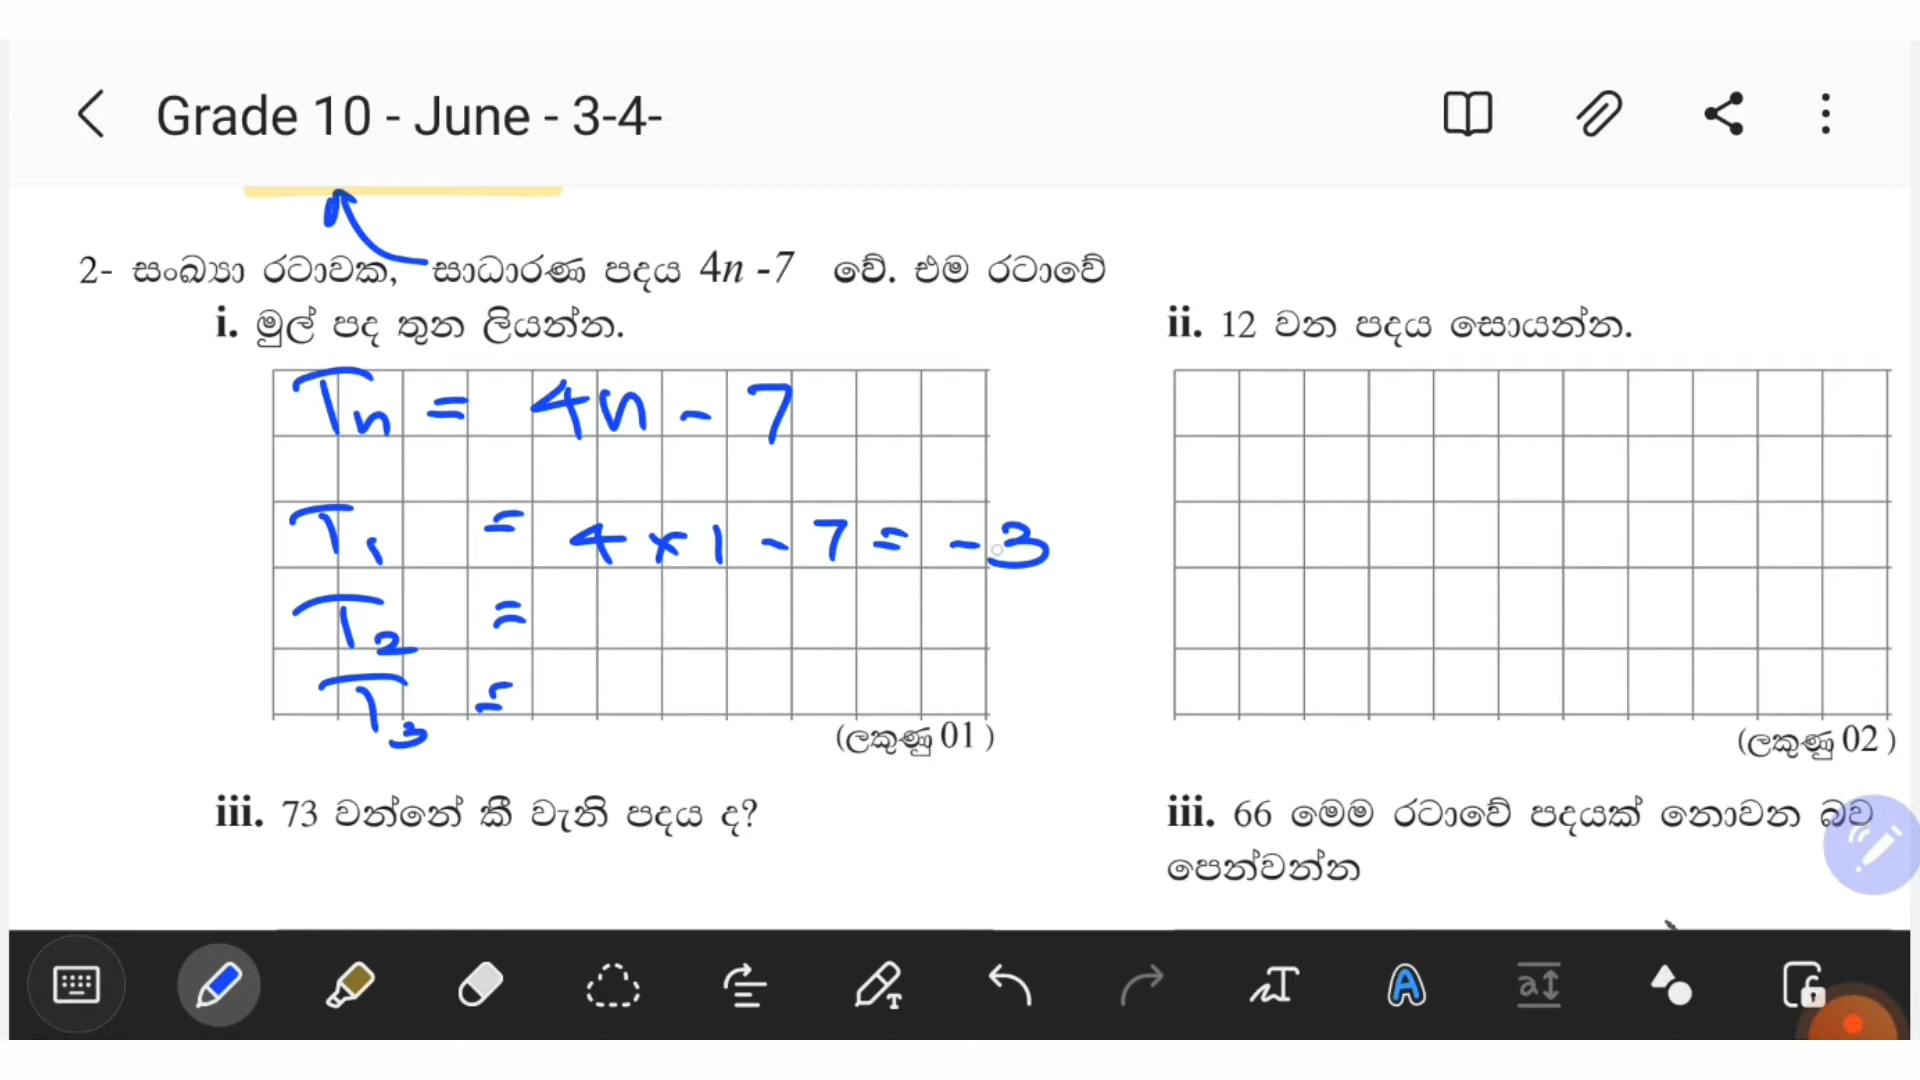 Grade 10 - June - 3-4-
2- සංඛ්‍යා රටාවක, සාධාරණ පදය 4n -7 වේ. එම රටාවේ
i. මුල් පද තුන ලියන්න.
Tn = 4n - 7
T1 = 4 × 1 - 7 = -3
T2 =
T3 =
(ලකුණු 01 )
ii. 12 වන පදය සොයන්න.
(ලකුණු 02 )
iii. 73 වන්නේ කී වැනි පදය ද?
iii. 66 මෙම රටාවේ පදයක් නොවන බව
පෙන්වන්න